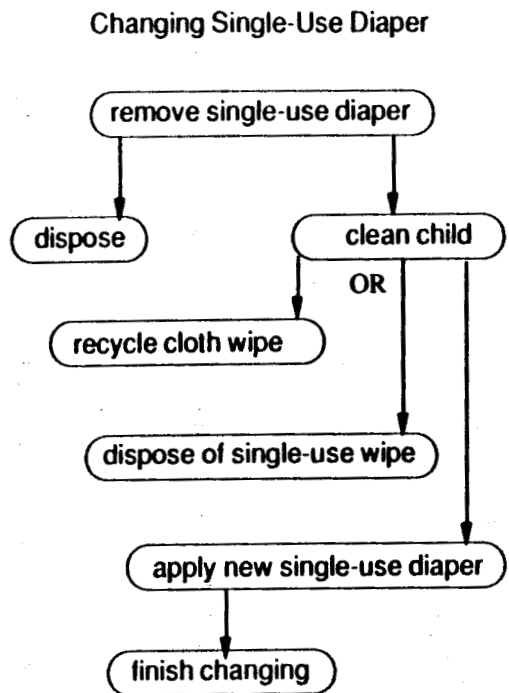 Changing Single-Use Diaper
remove single-use diaper
dispose
clean child
OR
recycle cloth wipe
dispose of single-use wipe
apply new single-use diaper
finish changing